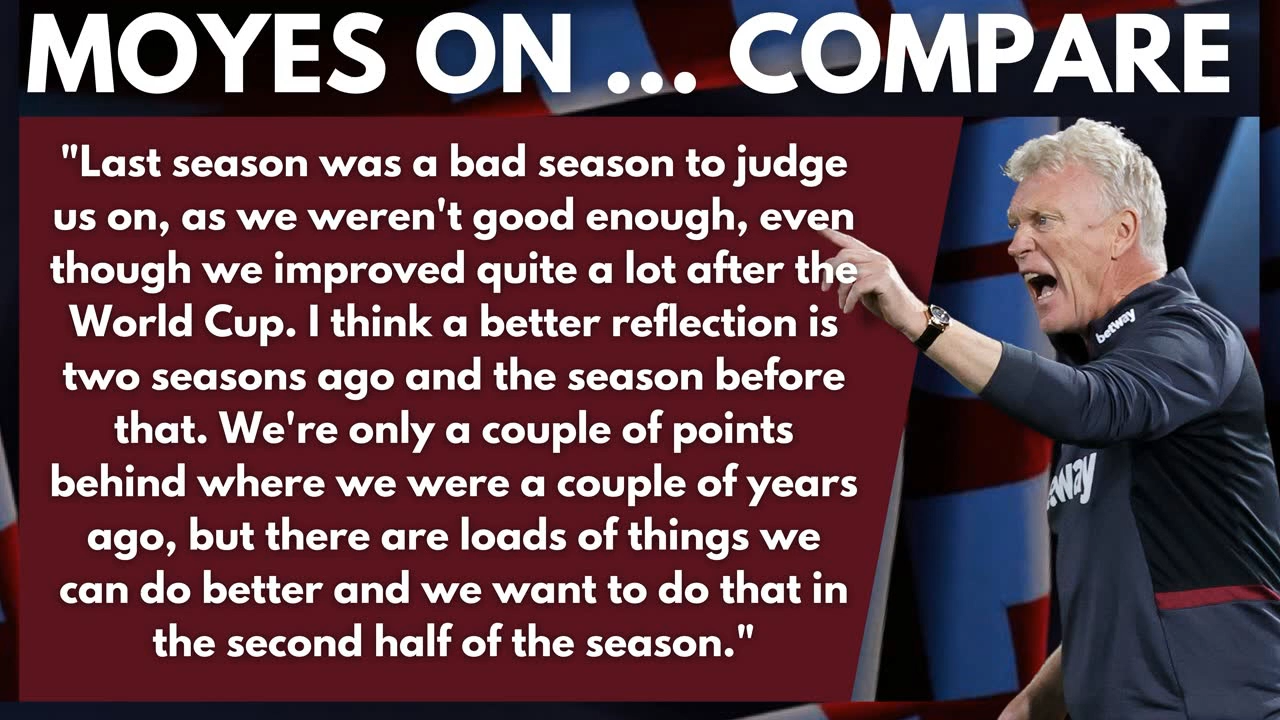 MOYES ON ... COMPARE
"Last season was a bad season to judge
us on, as we weren't good enough, even
though we improved quite a lot after the
World Cup. I think a better reflection is
two seasons ago and the season before
that. We're only a couple of points
behind where we were a couple of years
ago, but there are loads of things we
can do better and we want to do that in
the second half of the season."
betway
way